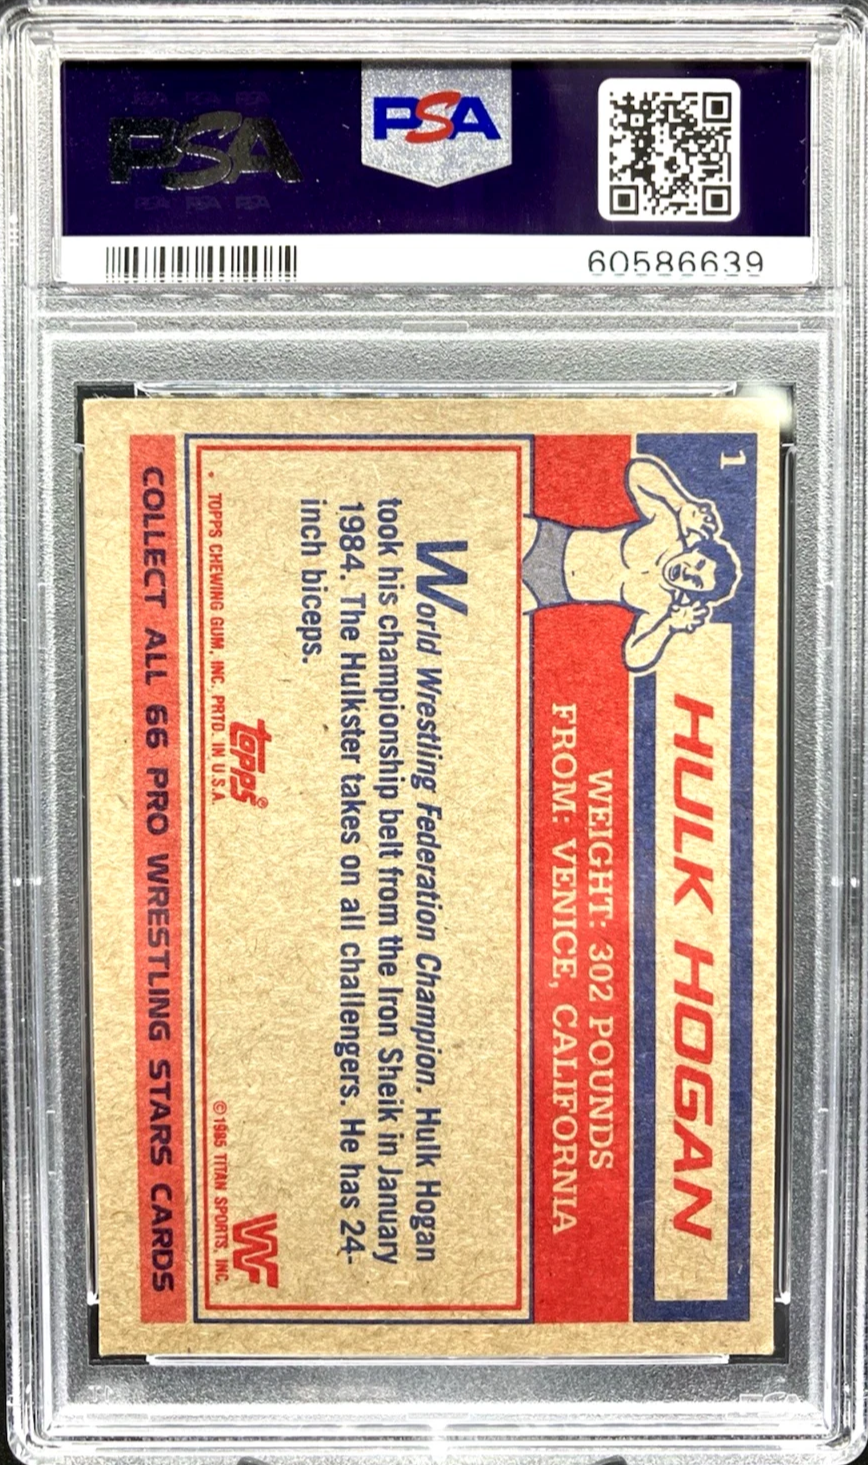 PSA
PSA
60586639
1
HULK HOGAN
WEIGHT: 302 POUNDS
FROM: VENICE, CALIFORNIA
World Wrestling Federation Champion. Hulk Hogan
took his championship belt from the Iron Sheik in January
1984. The Hulkster takes on all challengers. He has 24-
inch biceps.
topps®
W
TOPPS CHEWING GUM, INC. PRTD. IN U.S.A.
©1985 TITAN SPORTS, INC.
COLLECT ALL 66 PRO WRESTLING STARS CARDS